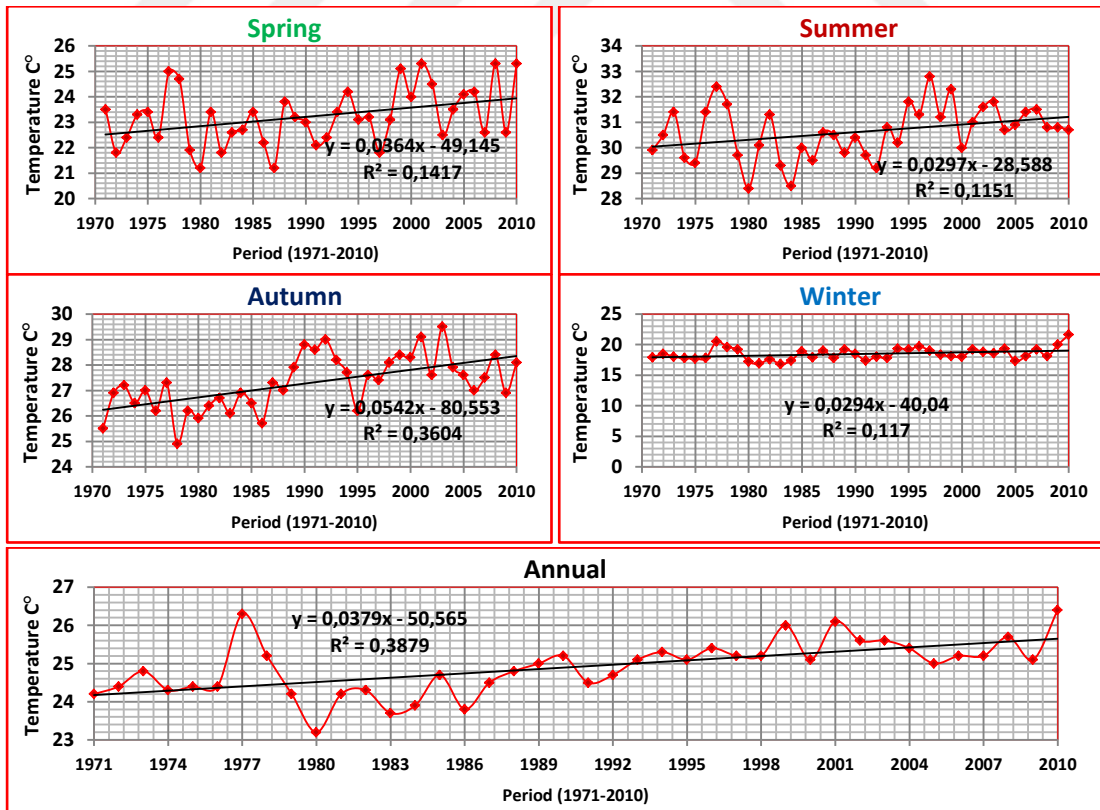 Spring
Temperature C°
26
25
24
23
22
21
20
y = 0,0364x - 49,145
R² = 0,1417
1970 1975 1980 1985 1990 1995 2000 2005 2010
Period (1971-2010)
Summer
Temperature C°
34
33
32
31
30
29
28
y = 0,0297x - 28,588
R² = 0,1151
1970 1975 1980 1985 1990 1995 2000 2005 2010
Period (1971-2010)
Autumn
Temperature C°
30
29
28
27
26
25
24
y = 0,0542x - 80,553
R² = 0,3604
1970 1975 1980 1985 1990 1995 2000 2005 2010
Period (1971-2010)
Winter
Temperature C°
25
20
15
10
5
0
y = 0,0294x - 40,04
R² = 0,117
1970 1975 1980 1985 1990 1995 2000 2005 2010
Period (1971-2010)
Annual
Temperature C°
27
26
25
24
23
y = 0,0379x - 50,565
R² = 0,3879
1971 1974 1977 1980 1983 1986 1989 1992 1995 1998 2001 2004 2007 2010
Period (1971-2010)